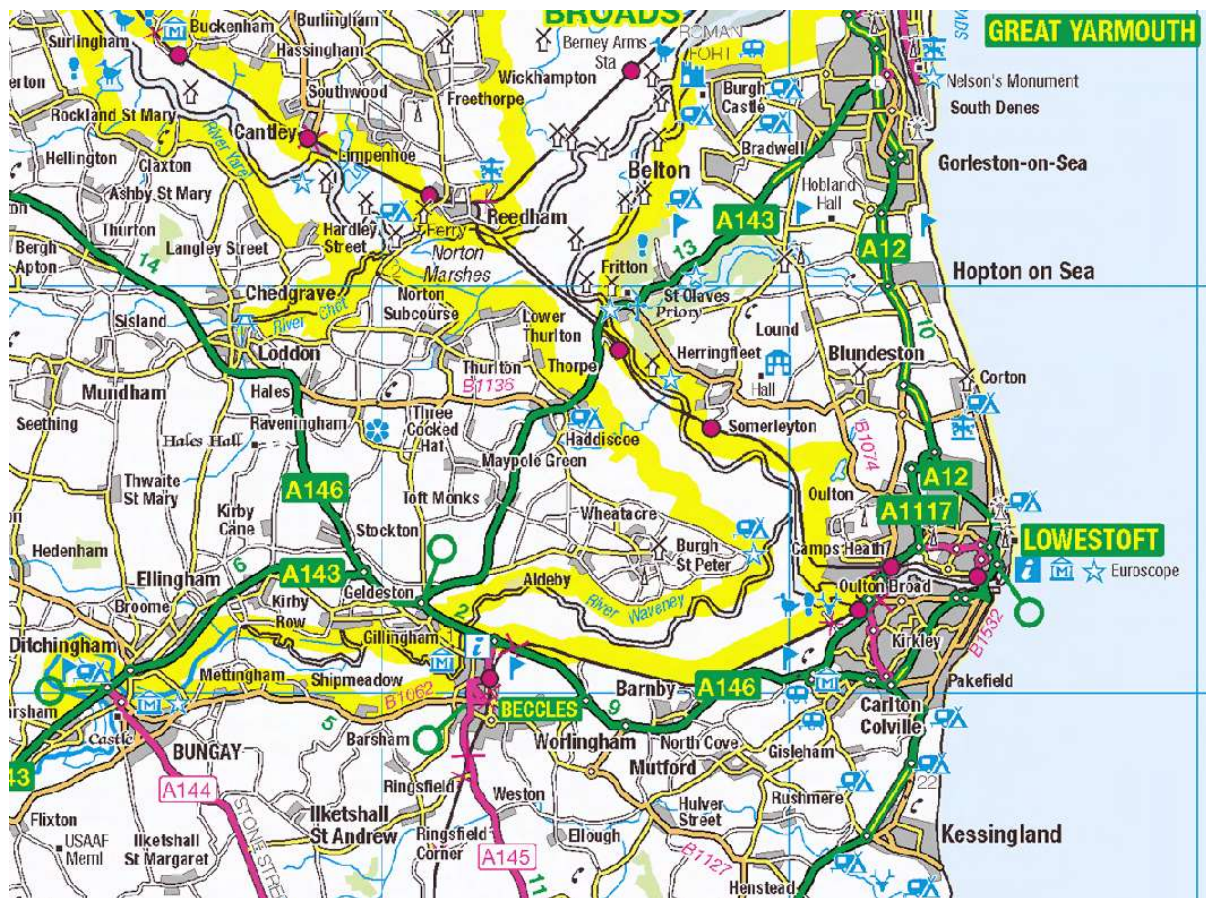 BROADS
ROMAN
FORT
GREAT YARMOUTH
Buckenham
Burlingham
Surlingham
Hassingham
Berney Arms
Sta
Wickhampton
Nelson's Monument
South Denes
Southwood
Freethorpe
Burgh
Castle
Rockland St Mary
Cantley
Bradwell
Gorleston-on-Sea
Hellington
Claxton
River Yare
Limpenhoe
Belton
Ashby St Mary
Hobland
Hall
Reedham
A143
Thurton
Langley Street
Hardley
Street
Ferry
Norton
Marshes
13
A12
Bergh
Apton
14
Fritton
Hopton on Sea
Chedgrave
Norton
Subcourse
St Olaves
Priory
Sisland
River Chet
Lower
Thurlton
Lound
10
Loddon
Herringfleet
Hall
Blundeston
Thurlton
Thorpe
Corton
Mundham
Hales
B1136
Seething
Raveningham
Three
Cocked
Hat
Hales Hall
Haddiscoe
Somerleyton
B1074
Maypole Green
A12
Thwaite
St Mary
A146
Toft Monks
Oulton
A1117
Kirby
Cane
Stockton
Wheatacre
LOWESTOFT
Hedenham
Camps Heath
Burgh
St Peter
Euroscope
6
A143
Ellingham
Geldeston
Aldeby
Oulton Broad
Broome
Kirby
Row
2
River Waveney
Ditchingham
Gillingham
1
Kirkley
B1532
Mettingham
Shipmeadow
B1062
Barnby
A146
Pakefield
BECCLES
Castle
5
Barsham
9
Carlton
Colville
BUNGAY
Worlingham
North Cove
Gisleham
Mutford
A144
Ringsfield
Weston
Rushmere
22
Flixton
STONE STREET
Ilketshall
St Andrew
Hulver
Street
USAAF
Meml
Ilketshall
St Margaret
Ringsfield
Corner
A145
Ellough
Kessingland
B1127
11
Henstead